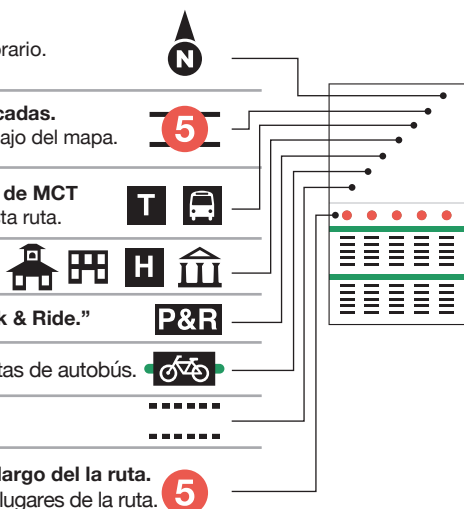 N
rario.
cadas.
5
ajo del mapa.
de MCT
T
ta ruta.
H
k & Ride.”
P&R
tas de autobús.
largo del la ruta.
lugares de la ruta.
5